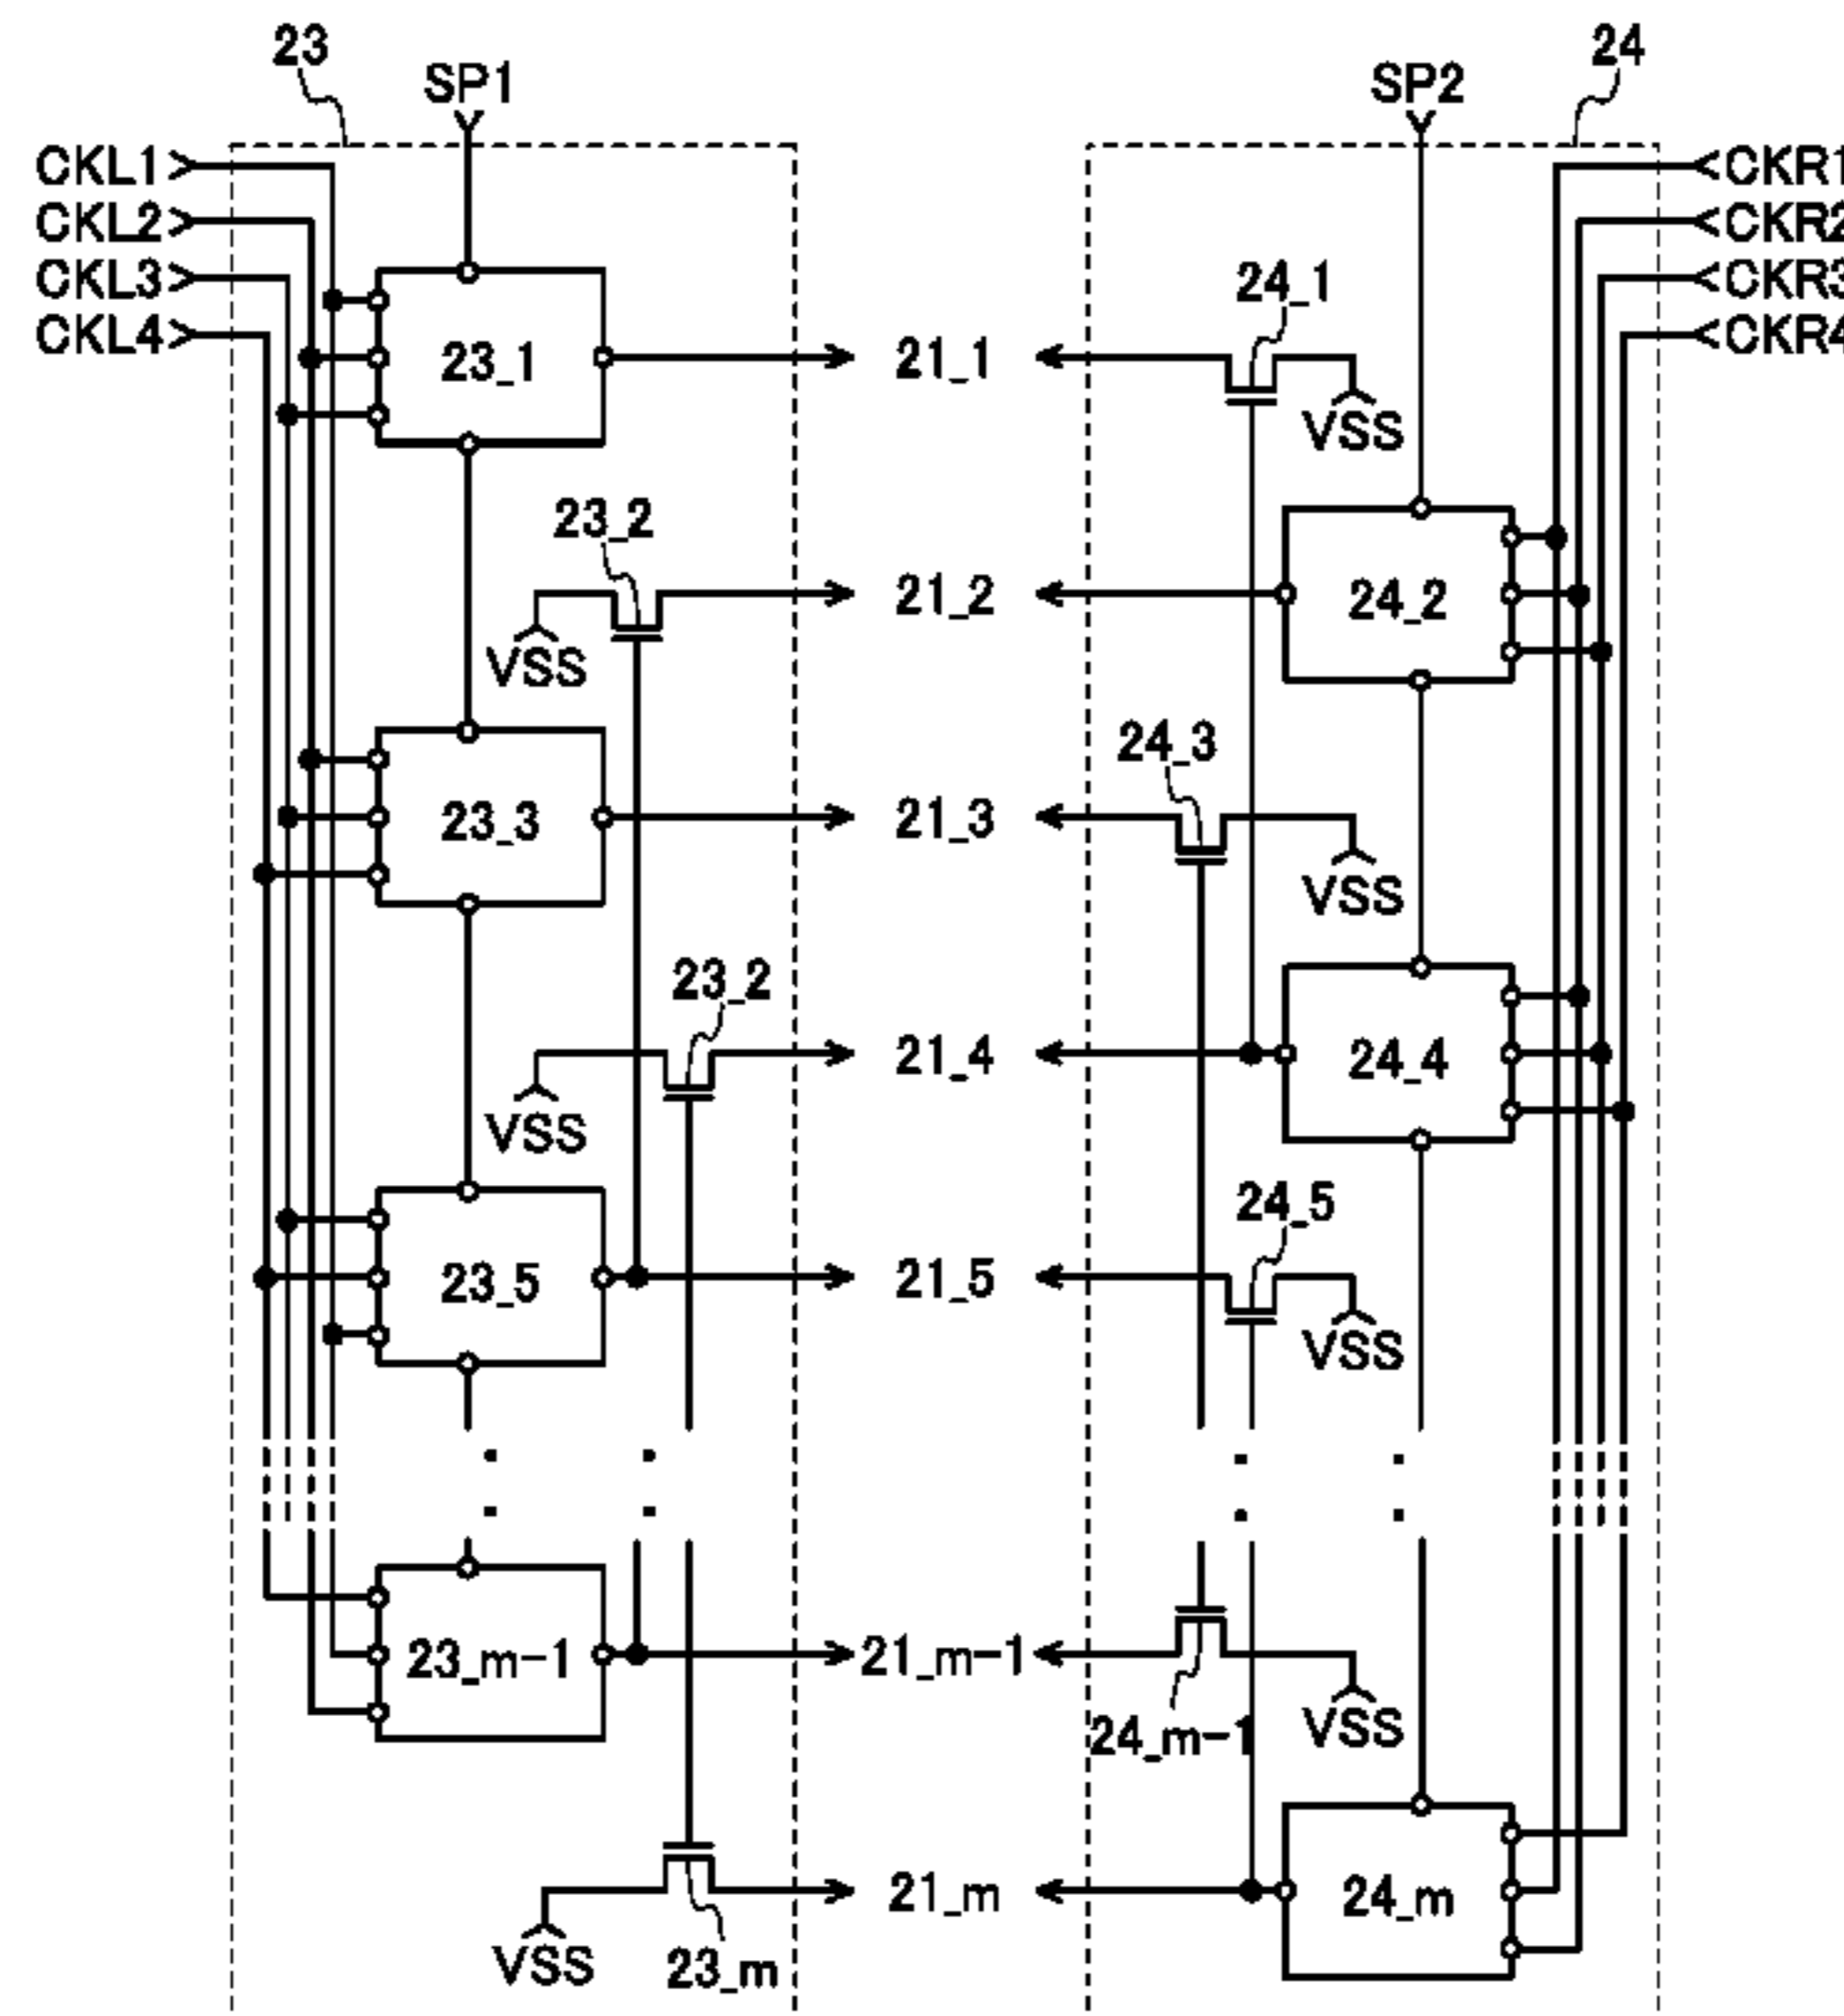 23
24
SP1
SP2
CKL1
CKR1
CKL2
CKR2
CKL3
CKR3
CKL4
CKR4
24_1
23_1
21_1
VSS
23_2
21_2
24_2
VSS
24_3
23_3
21_3
VSS
23_2
21_4
24_4
VSS
24_5
23_5
21_5
VSS
23_m-1
21_m-1
24_m-1
VSS
21_m
24_m
VSS
23_m